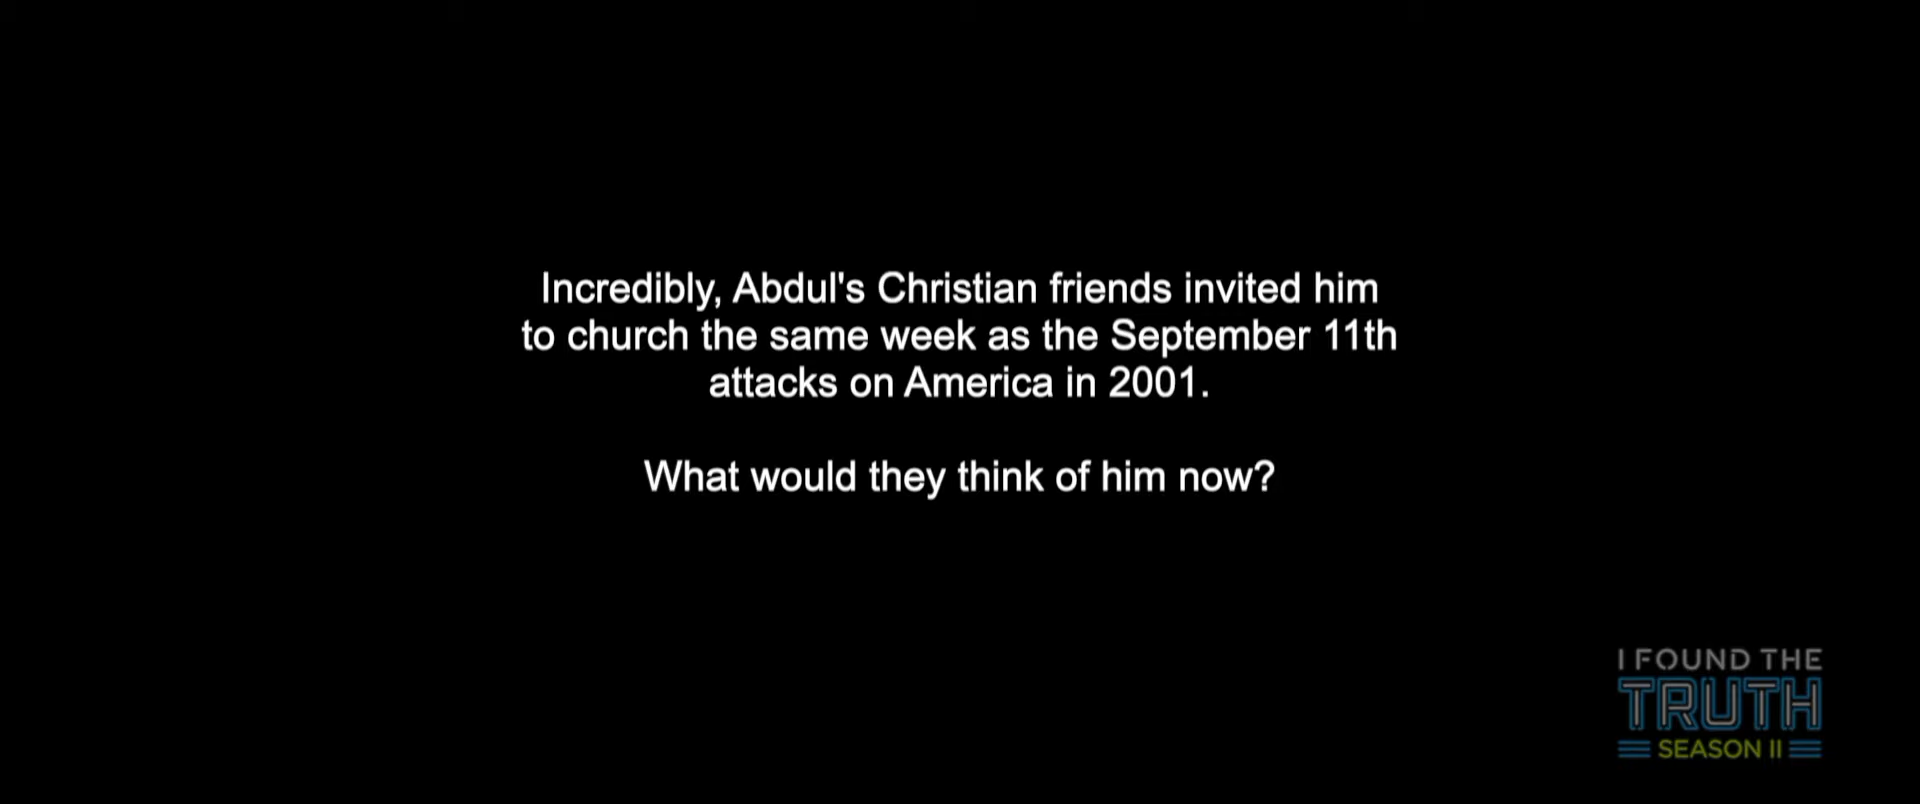 Incredibly, Abdul's Christian friends invited him
to church the same week as the September 11th
attacks on America in 2001.
What would they think of him now?
I FOUND THE
TRUTH
SEASON II